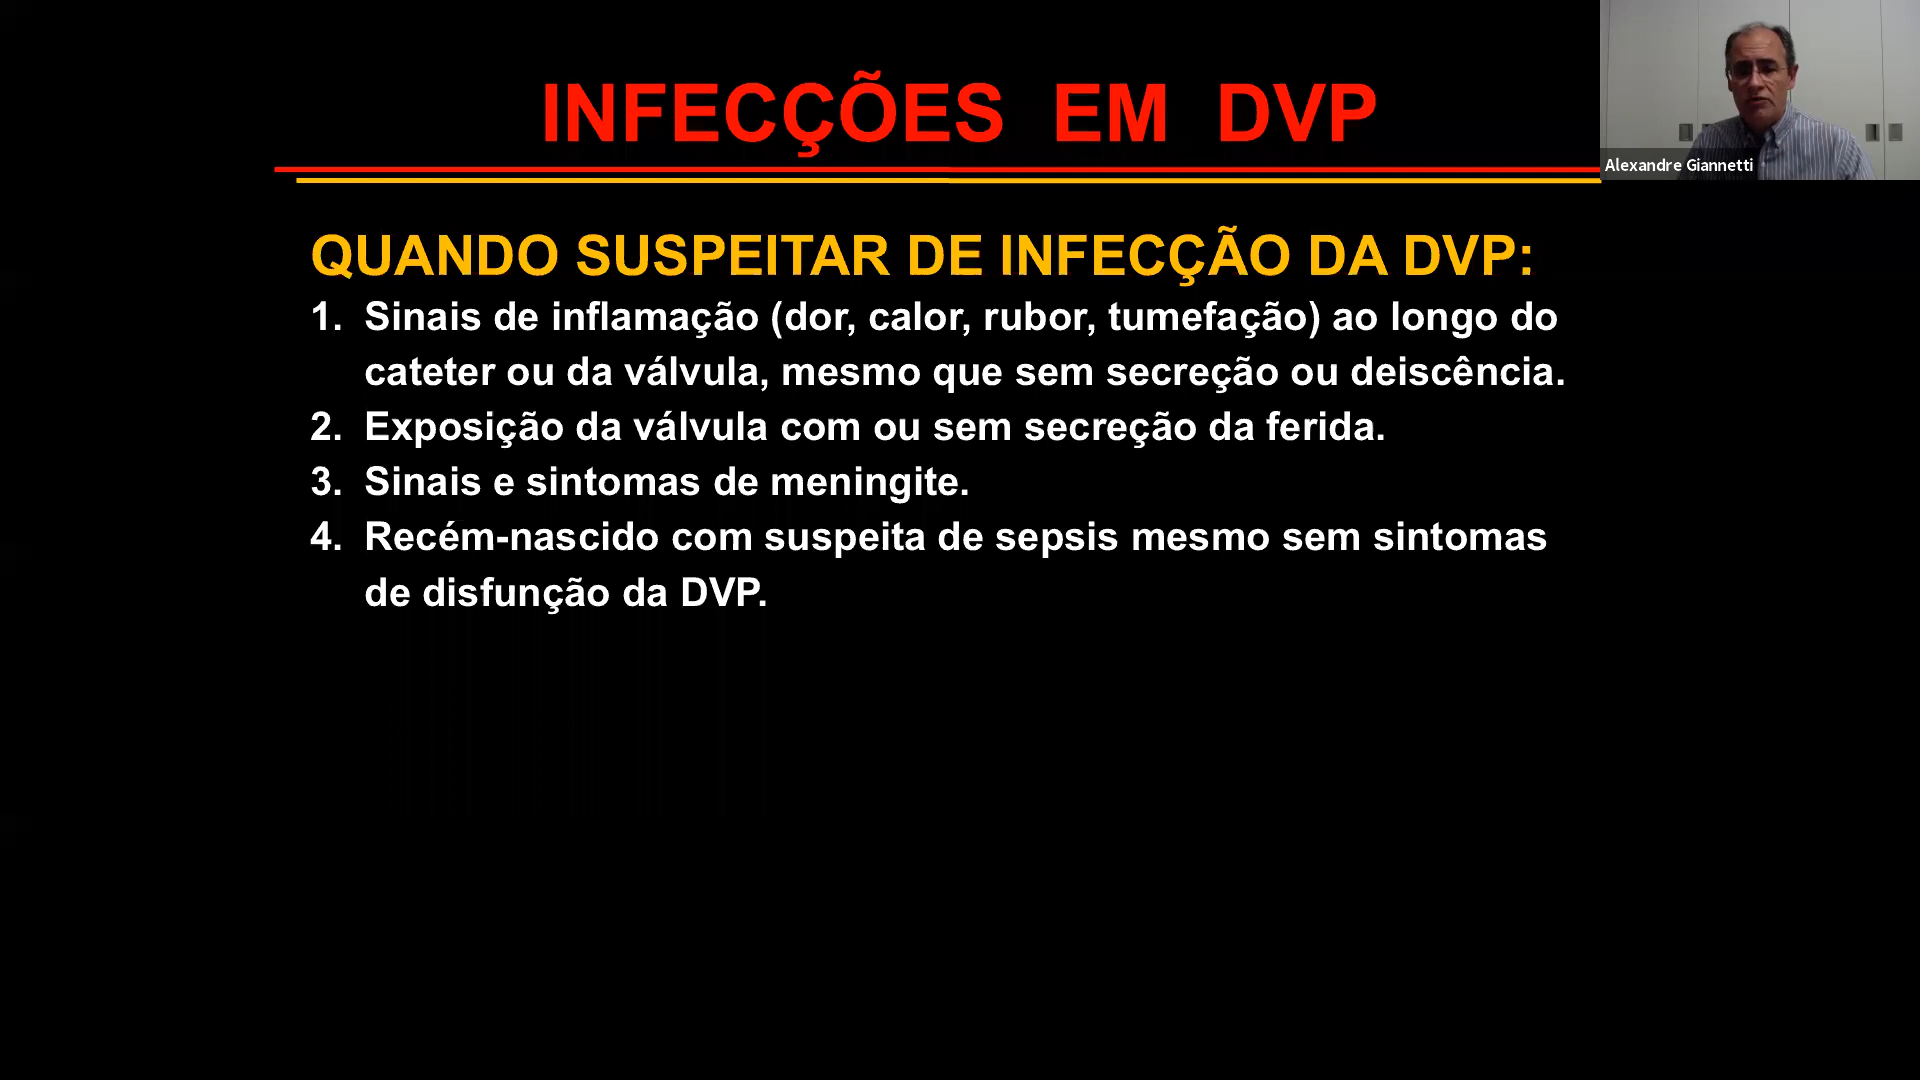 INFECÇÕES EM DVP
Alexandre Giannetti
QUANDO SUSPEITAR DE INFECÇÃO DA DVP:
1. Sinais de inflamação (dor, calor, rubor, tumefação) ao longo do
cateter ou da válvula, mesmo que sem secreção ou deiscência.
2. Exposição da válvula com ou sem secreção da ferida.
3. Sinais e sintomas de meningite.
4. Recém-nascido com suspeita de sepsis mesmo sem sintomas
de disfunção da DVP.